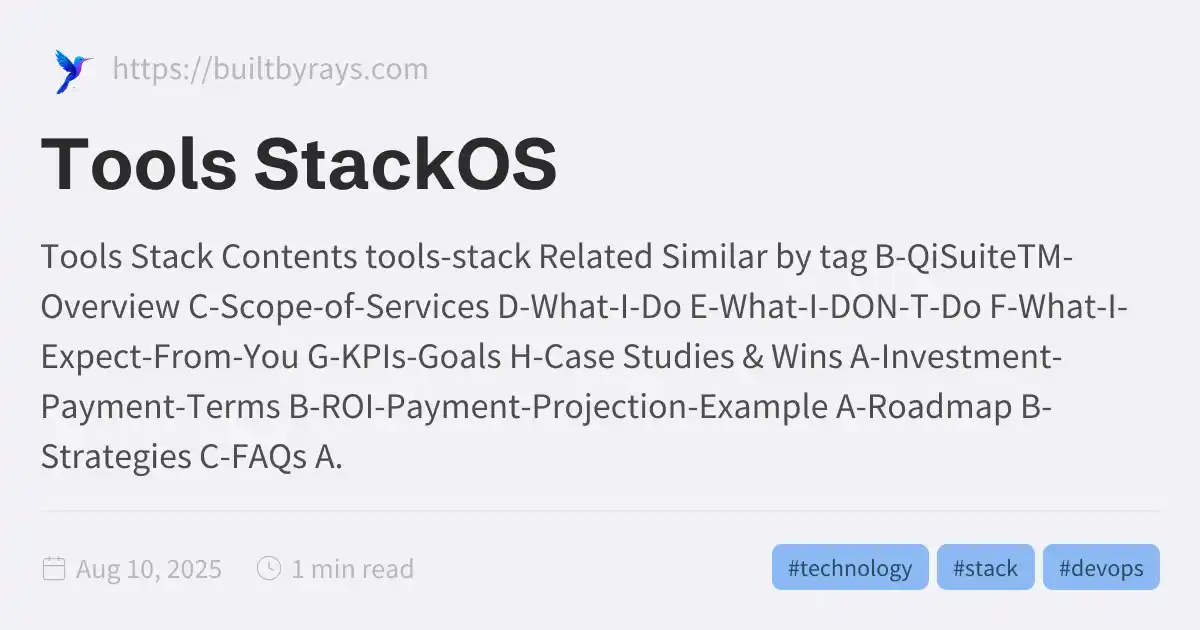 https://builtbyrays.com
Tools StackOS
Tools Stack Contents tools-stack Related Similar by tag B-QiSuiteTM-
Overview C-Scope-of-Services D-What-I-Do E-What-I-DON-T-Do F-What-I-
Expect-From-You G-KPIs-Goals H-Case Studies & Wins A-Investment-
Payment-Terms B-ROI-Payment-Projection-Example A-Roadmap B-
Strategies C-FAQs A.
Aug 10, 2025 1 min read #technology #stack #devops